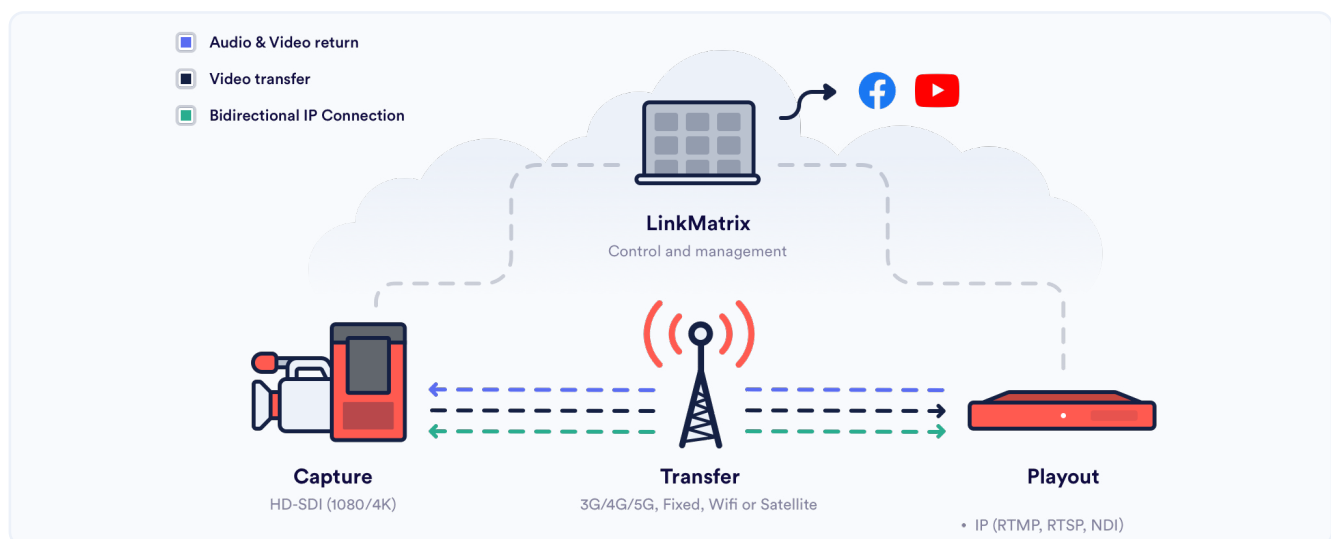 Audio & Video return
Video transfer
Bidirectional IP Connection
LinkMatrix
Control and management
Capture
HD-SDI (1080/4K)
Transfer
3G/4G/5G, Fixed, Wifi or Satellite
Playout
• IP (RTMP, RTSP, NDI)